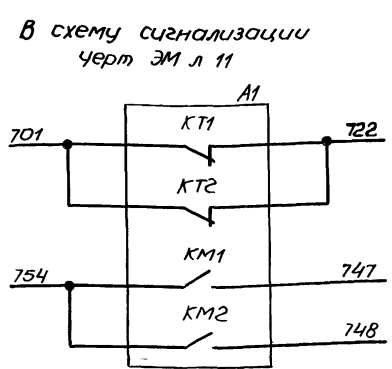 В схему сигнализации
черт ЭМ л 11
А1
701
КТ1
722
КТ2
КМ1
754
747
КМ2
748